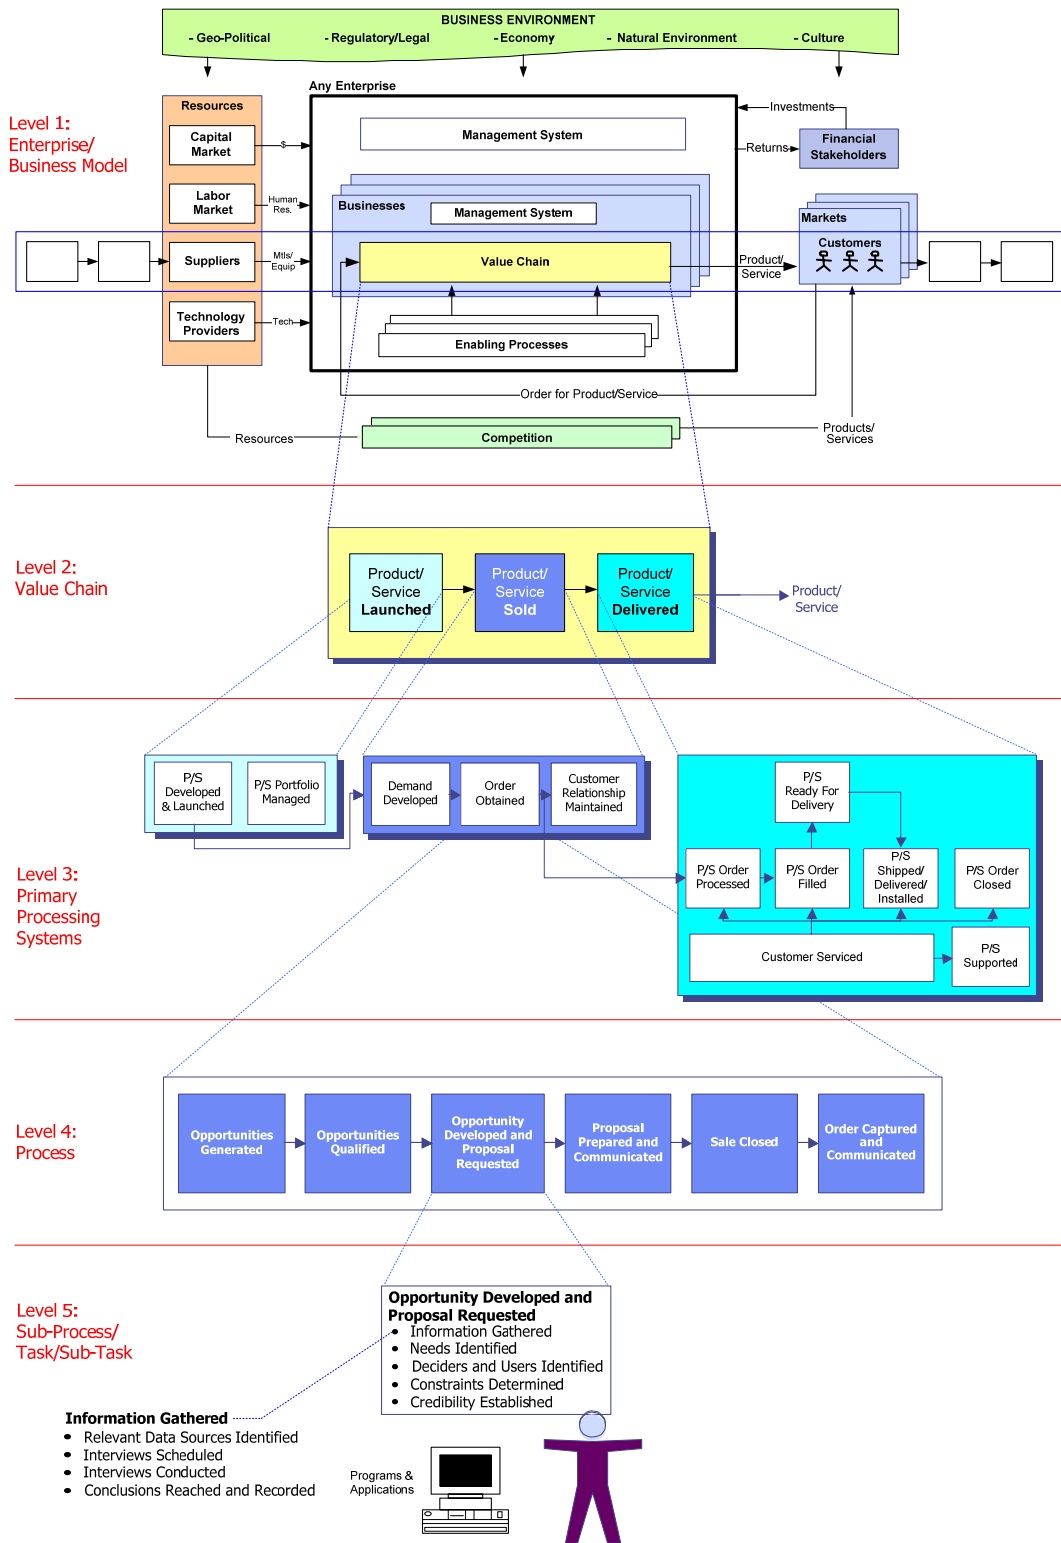 BUSINESS ENVIRONMENT
- Geo-Political - Regulatory/Legal - Economy - Natural Environment - Culture
Any Enterprise
Level 1:
Enterprise/
Business Model
Resources
Capital
Market
$
Labor
Market
Human
Res.
Suppliers
Mtls/
Equip
Technology
Providers
Tech
Management System
Businesses
Management System
Value Chain
Enabling Processes
Investments
Returns
Financial
Stakeholders
Markets
Customers
Product/
Service
Order for Product/Service
Resources
Competition
Products/
Services
Level 2:
Value Chain
Product/
Service
Launched
Product/
Service
Sold
Product/
Service
Delivered
Product/
Service
Level 3:
Primary
Processing
Systems
P/S
Developed
& Launched
P/S Portfolio
Managed
Demand
Developed
Order
Obtained
Customer
Relationship
Maintained
P/S
Ready For
Delivery
P/S Order
Processed
P/S Order
Filled
P/S
Shipped/
Delivered/
Installed
P/S Order
Closed
Customer Serviced
P/S
Supported
Level 4:
Process
Opportunities
Generated
Opportunities
Qualified
Opportunity
Developed and
Proposal
Requested
Proposal
Prepared and
Communicated
Sale Closed
Order Captured
and
Communicated
Level 5:
Sub-Process/
Task/Sub-Task
Opportunity Developed and
Proposal Requested
• Information Gathered
• Needs Identified
• Deciders and Users Identified
• Constraints Determined
• Credibility Established
Information Gathered
• Relevant Data Sources Identified
• Interviews Scheduled
• Interviews Conducted
• Conclusions Reached and Recorded
Programs &
Applications